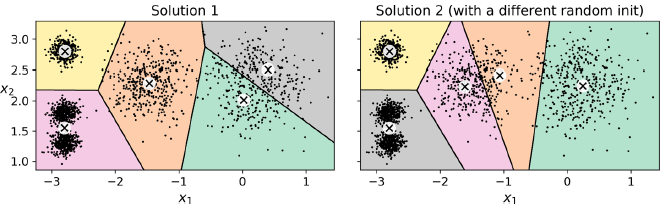 Solution 1
Solution 2 (with a different random init)
3.0
2.5
x2
2.0
1.5
1.0
−3 −2 −1 0 1
−3 −2 −1 0 1
x1
x1